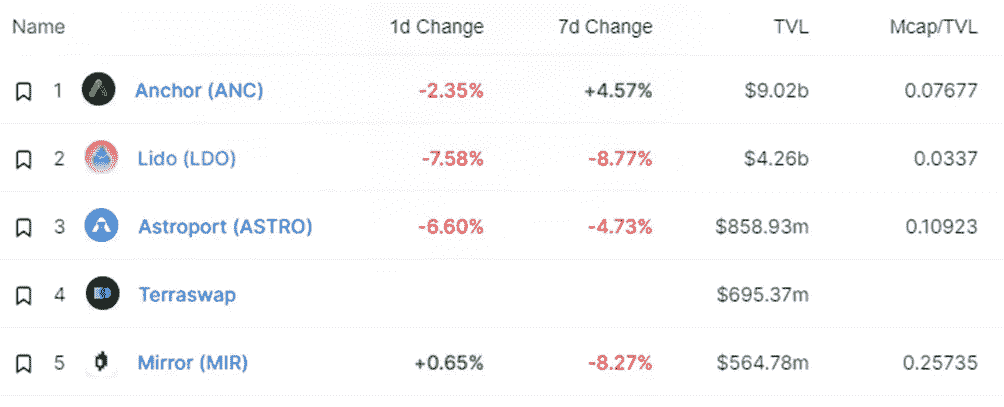 Name 1d Change 7d Change TVL Mcap/TVL
1 Anchor (ANC) -2.35% +4.57% $9.02b 0.07677
2 Lido (LDO) -7.58% -8.77% $4.26b 0.0337
3 Astroport (ASTRO) -6.60% -4.73% $858.93m 0.10923
4 Terraswap $695.37m
5 Mirror (MIR) +0.65% -8.27% $564.78m 0.25735